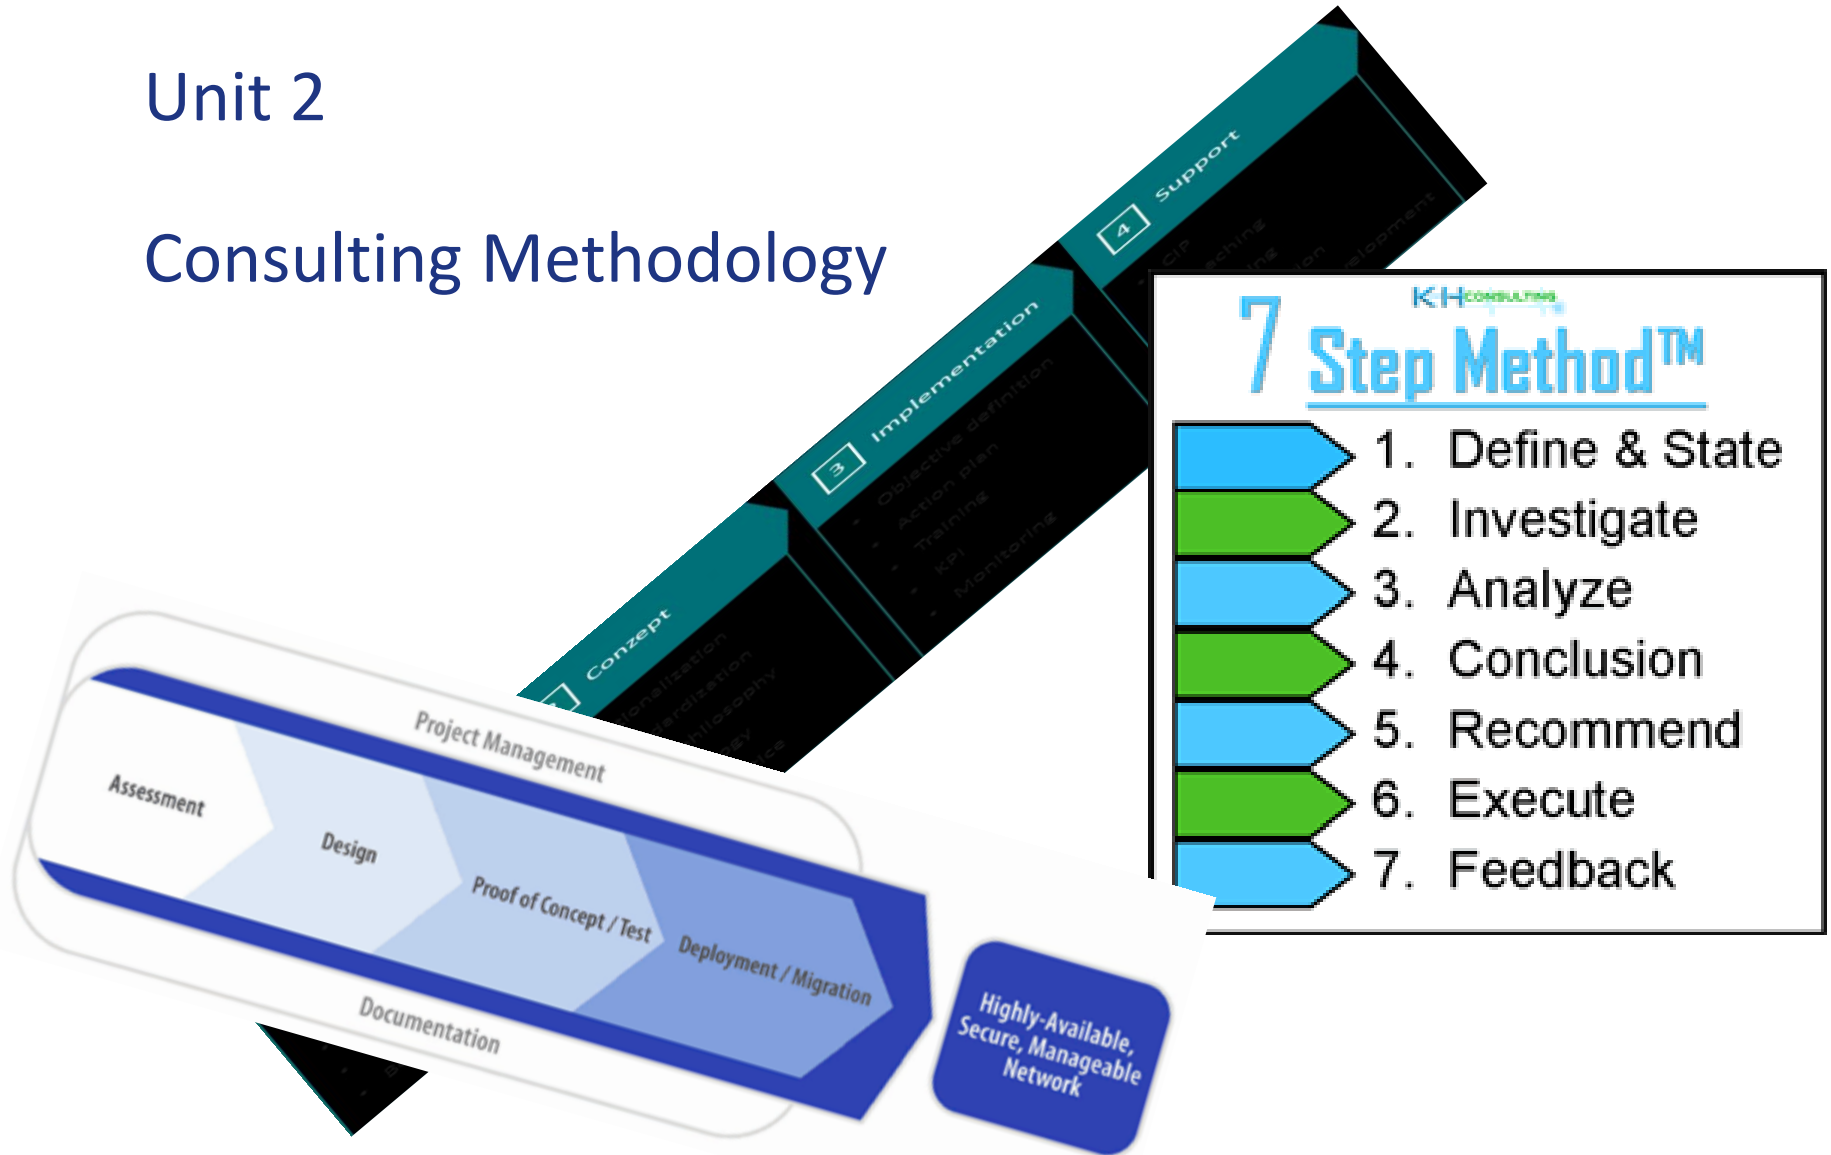 Unit 2
Consulting Methodology
4 Support
CIP
3 Implementation
Objective definition
Action plan
Training
KPI
Monitoring
Conzept
KH CONSULTING
7 Step Method™
1. Define & State
2. Investigate
3. Analyze
4. Conclusion
5. Recommend
6. Execute
7. Feedback
Project Management
Assessment
Design
Proof of Concept / Test
Deployment / Migration
Documentation
Highly-Available,
Secure, Manageable
Network